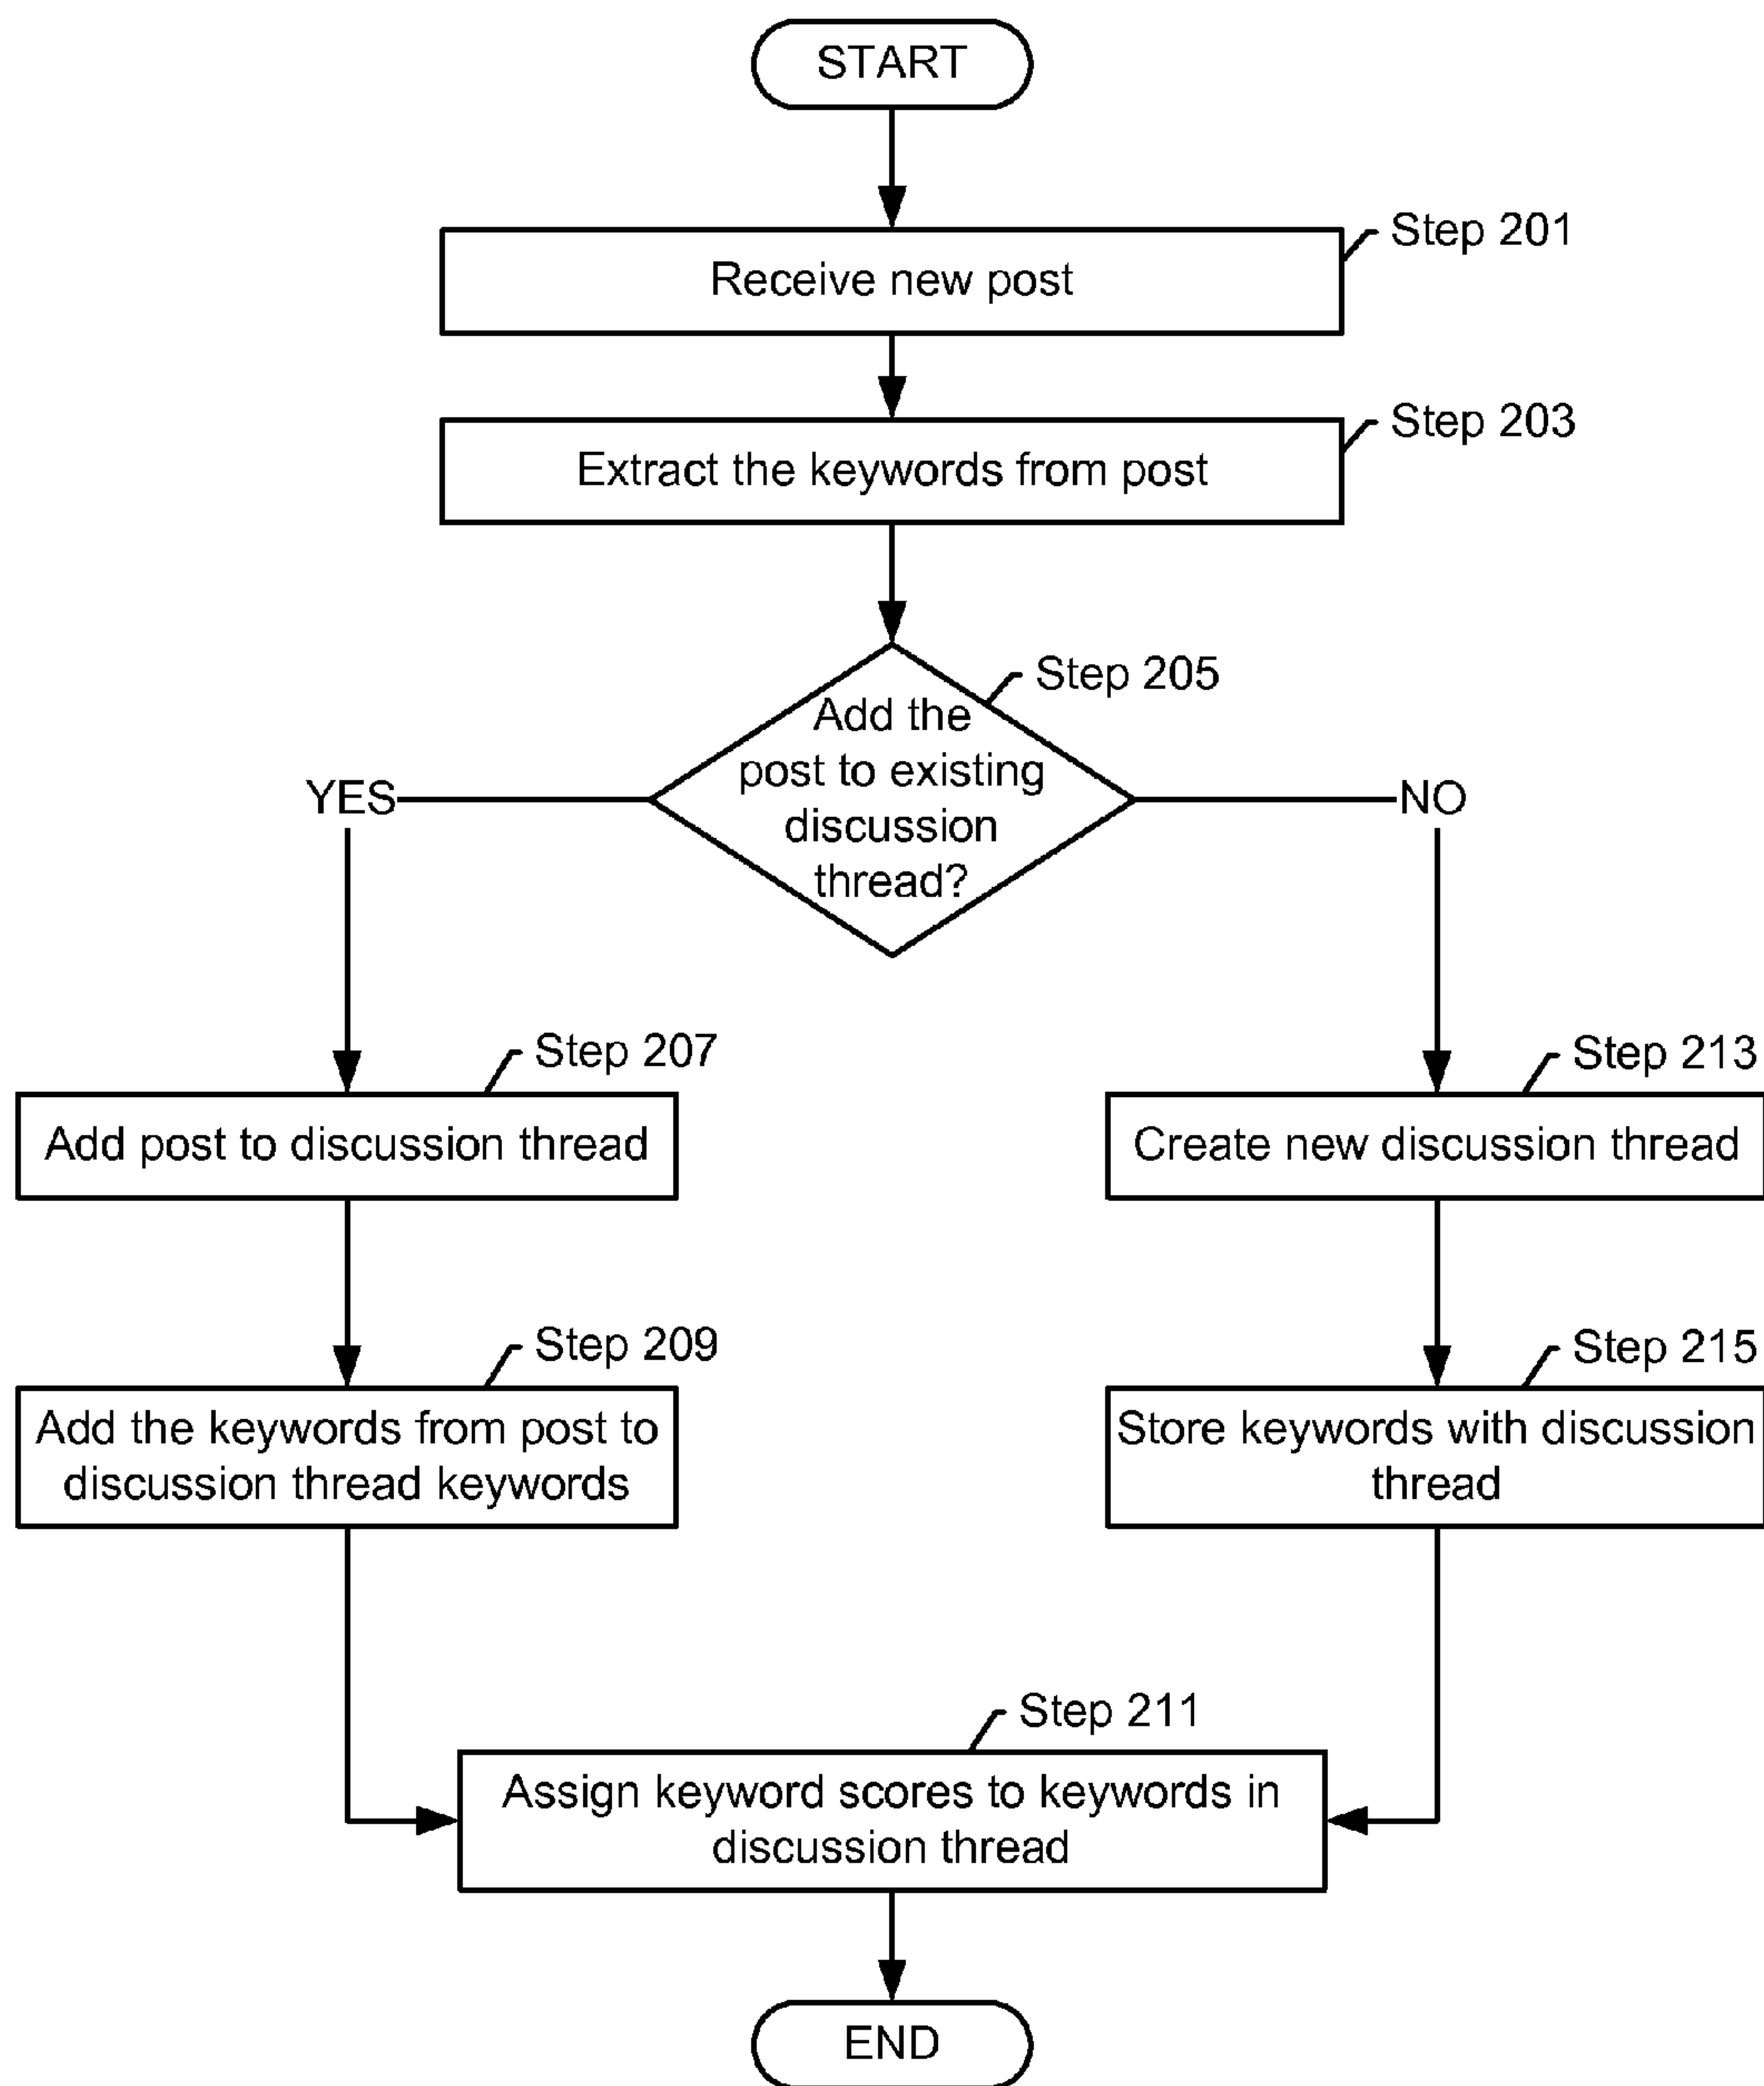 START
Step 201
Receive new post
Step 203
Extract the keywords from post
Step 205
Add the
post to existing
discussion
thread?
YES
NO
Step 207
Add post to discussion thread
Step 213
Create new discussion thread
Step 209
Add the keywords from post to
discussion thread keywords
Step 215
Store keywords with discussion
thread
Step 211
Assign keyword scores to keywords in
discussion thread
END